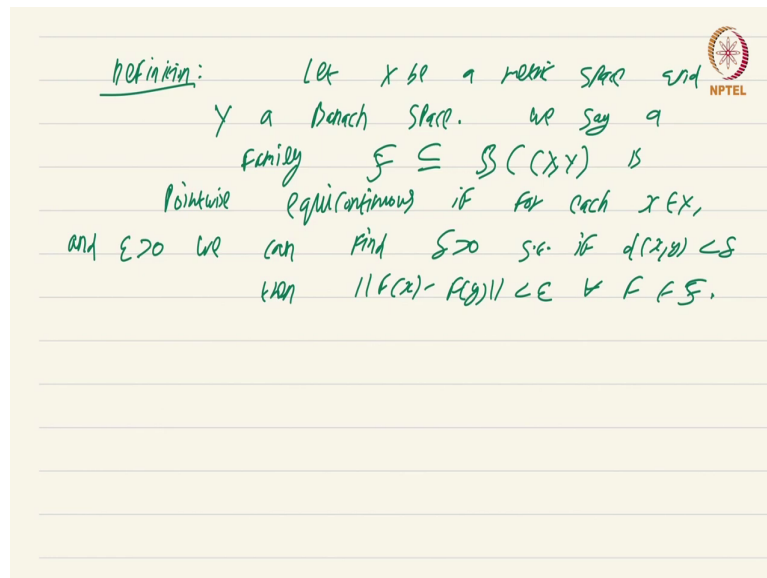 Definition: Let X be a metric space and
Y a Banach space. We say a
family F ⊆ BC(X,Y) is
pointwise equicontinuous if for each x ∈ X,
and ε>0 we can find δ>0 s.t. if d(x,y) < δ
then ||F(x) - F(y)|| < ε ∀ F ∈ F.
NPTEL